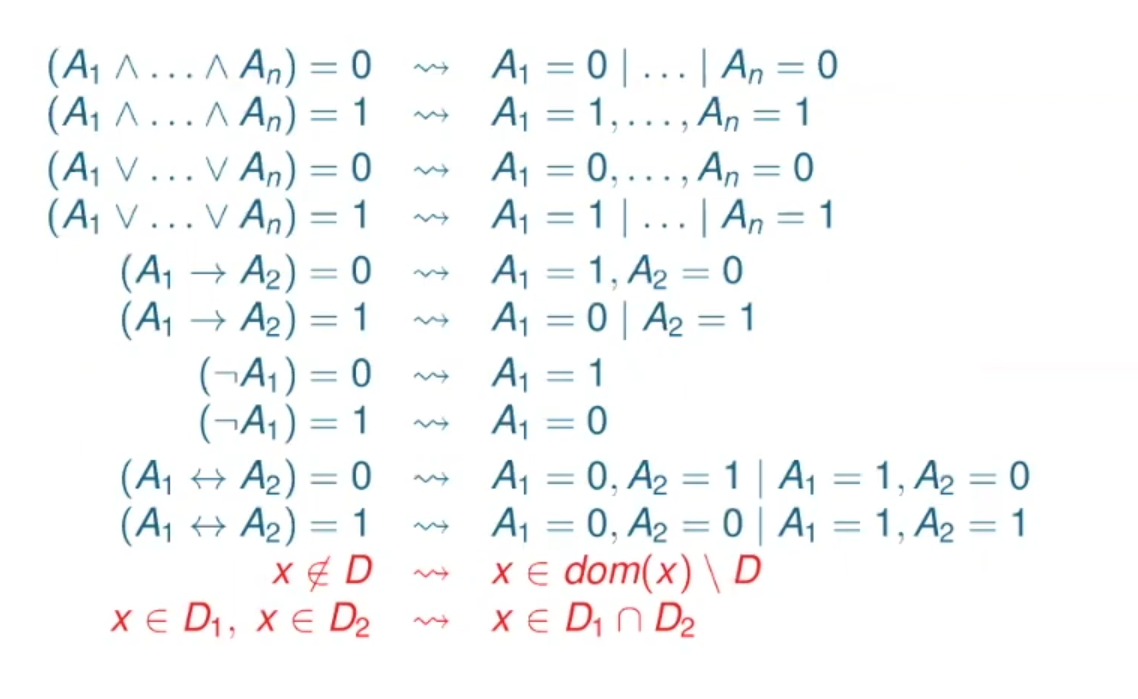 (A₁ ∧ … ∧ Aₙ) = 0 ⇝ A₁ = 0 | … | Aₙ = 0
(A₁ ∧ … ∧ Aₙ) = 1 ⇝ A₁ = 1, …, Aₙ = 1
(A₁ ∨ … ∨ Aₙ) = 0 ⇝ A₁ = 0, …, Aₙ = 0
(A₁ ∨ … ∨ Aₙ) = 1 ⇝ A₁ = 1 | … | Aₙ = 1
(A₁ → A₂) = 0 ⇝ A₁ = 1, A₂ = 0
(A₁ → A₂) = 1 ⇝ A₁ = 0 | A₂ = 1
(¬A₁) = 0 ⇝ A₁ = 1
(¬A₁) = 1 ⇝ A₁ = 0
(A₁ ↔ A₂) = 0 ⇝ A₁ = 0, A₂ = 1 | A₁ = 1, A₂ = 0
(A₁ ↔ A₂) = 1 ⇝ A₁ = 0, A₂ = 0 | A₁ = 1, A₂ = 1
x ∉ D ⇝ x ∈ dom(x) \ D
x ∈ D₁, x ∈ D₂ ⇝ x ∈ D₁ ∩ D₂